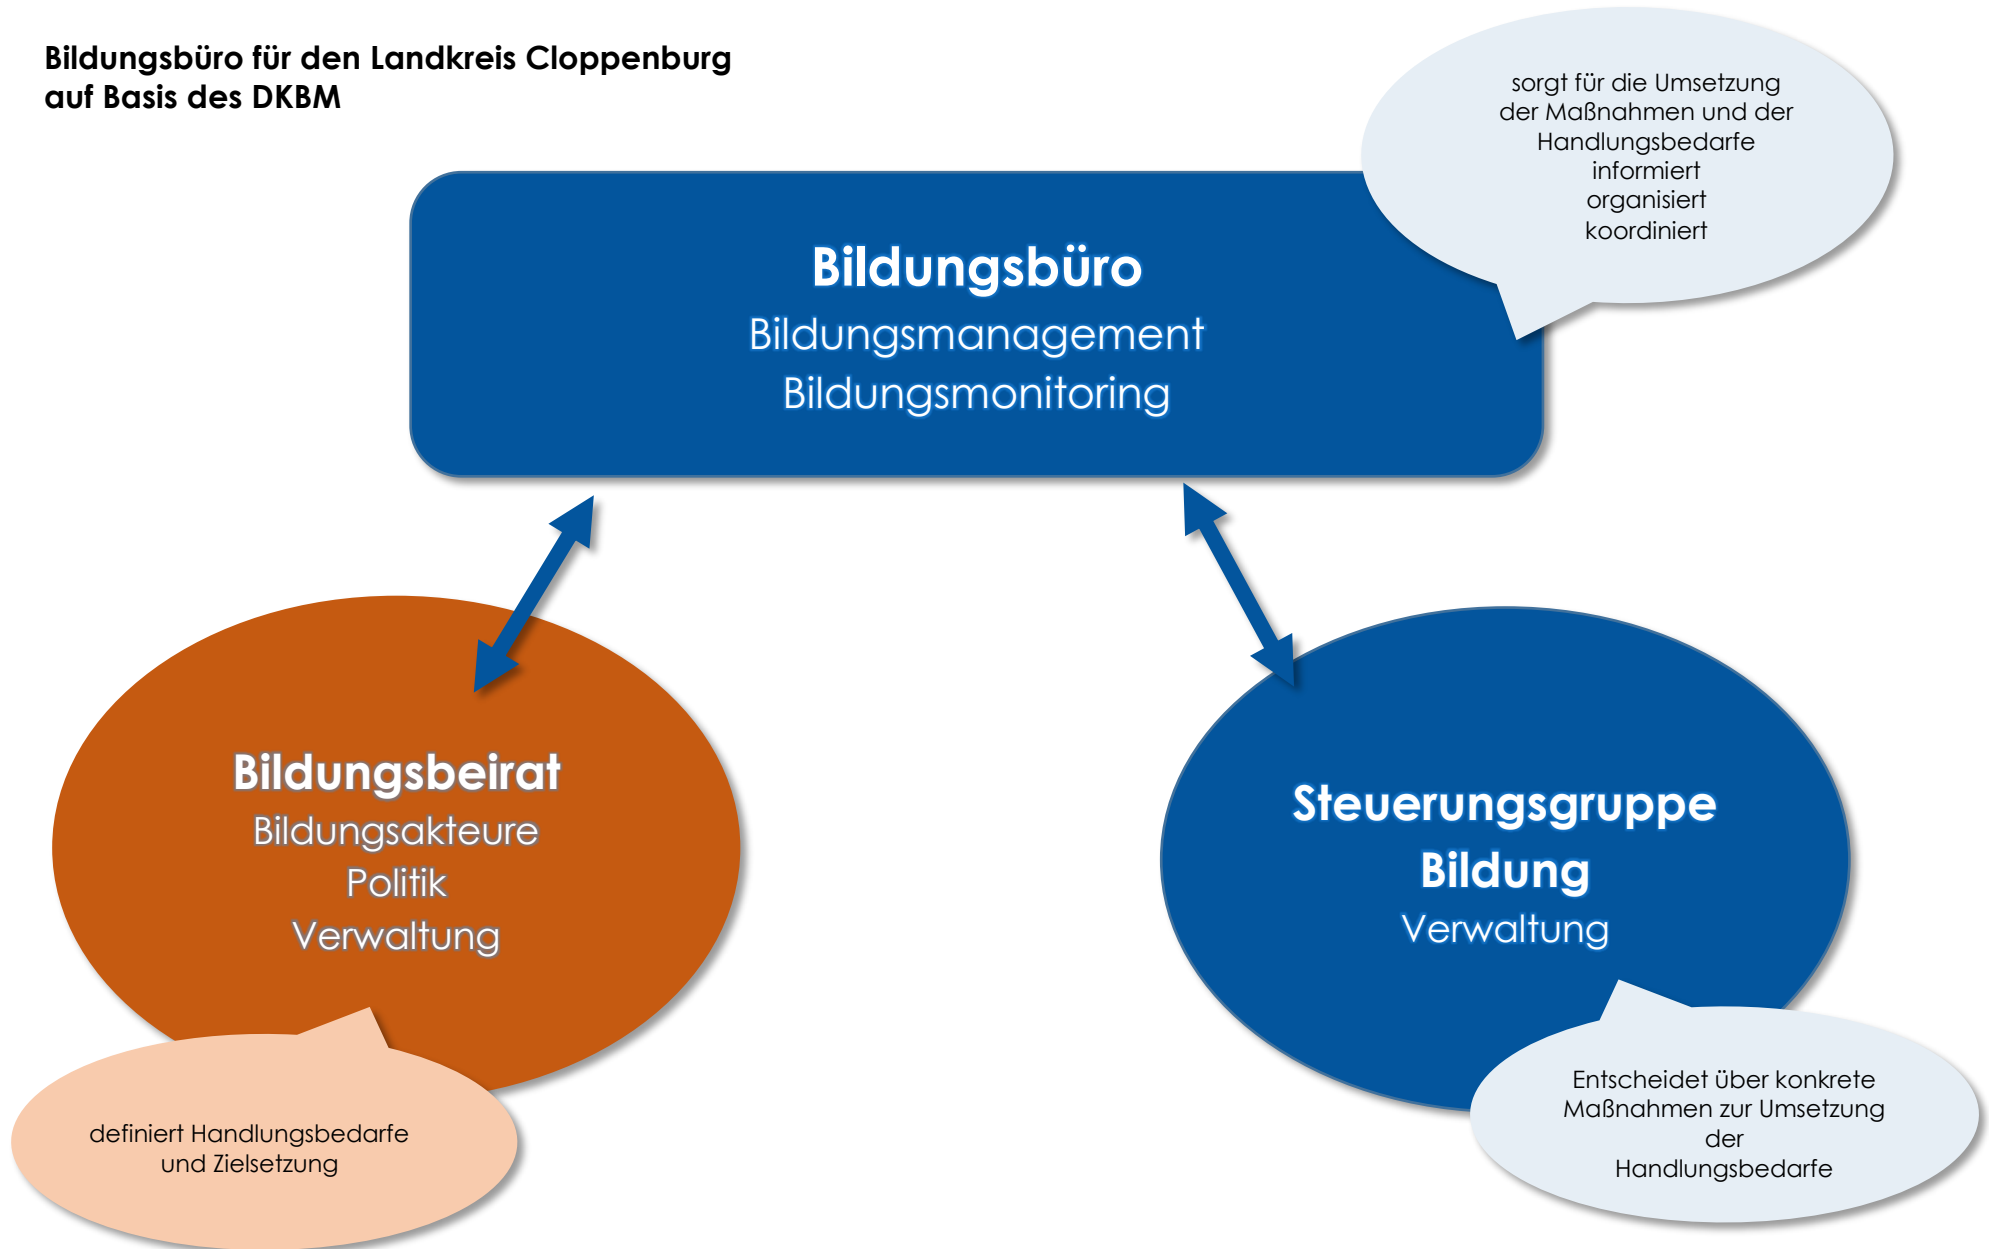 Bildungsbüro für den Landkreis Cloppenburg
auf Basis des DKBM
sorgt für die Umsetzung
der Maßnahmen und der
Handlungsbedarfe
informiert
organisiert
koordiniert
Bildungsbüro
Bildungsmanagement
Bildungsmonitoring
Bildungsbeirat
Bildungsakteure
Politik
Verwaltung
definiert Handlungsbedarfe
und Zielsetzung
Steuerungsgruppe
Bildung
Verwaltung
Entscheidet über konkrete
Maßnahmen zur Umsetzung
der
Handlungsbedarfe